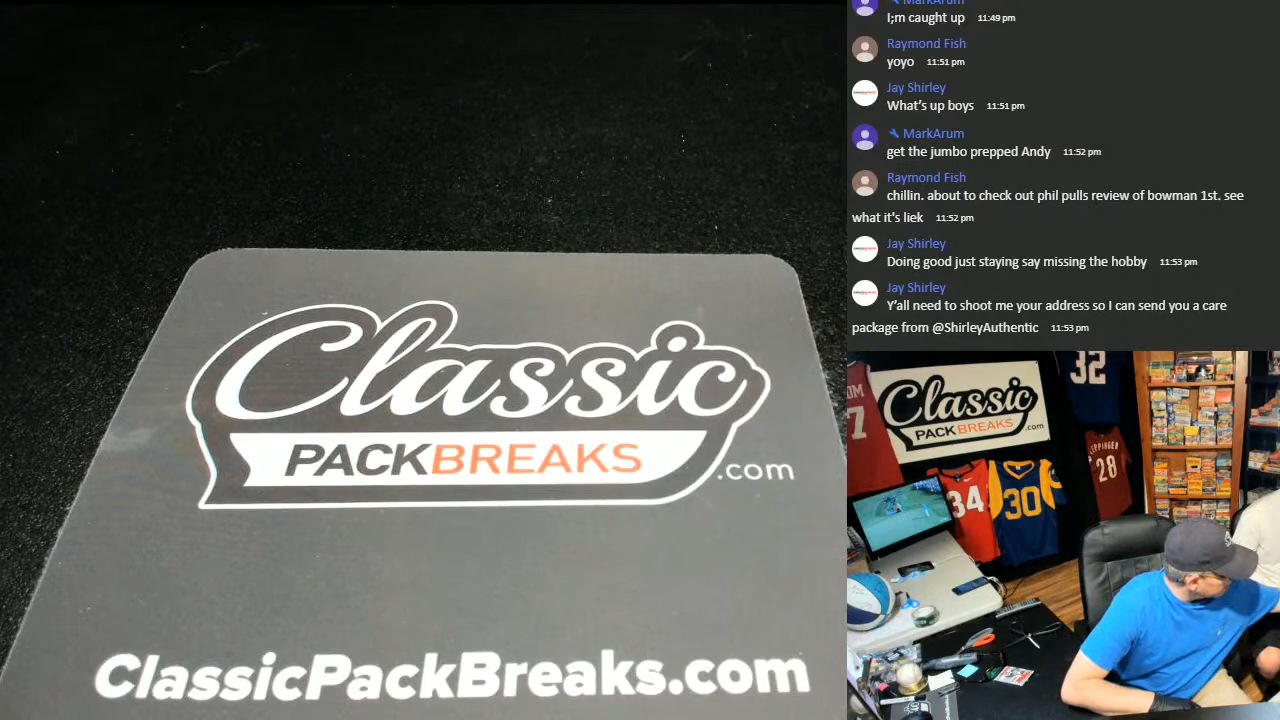 Classic
PACKBREAKS
.com
ClassicPackBreaks.com
MarkArum
I;m caught up 11:49 pm
Raymond Fish
yoyo 11:51 pm
Jay Shirley
What's up boys 11:51 pm
MarkArum
get the jumbo prepped Andy 11:52 pm
Raymond Fish
chillin. about to check out phil pulls review of bowman 1st. see
what it's liek 11:52 pm
Jay Shirley
Doing good just staying say missing the hobby 11:53 pm
Jay Shirley
Y'all need to shoot me your address so I can send you a care
package from @ShirleyAuthentic 11:53 pm
Classic
PACKBREAKS
.com
32
7
34
30
28